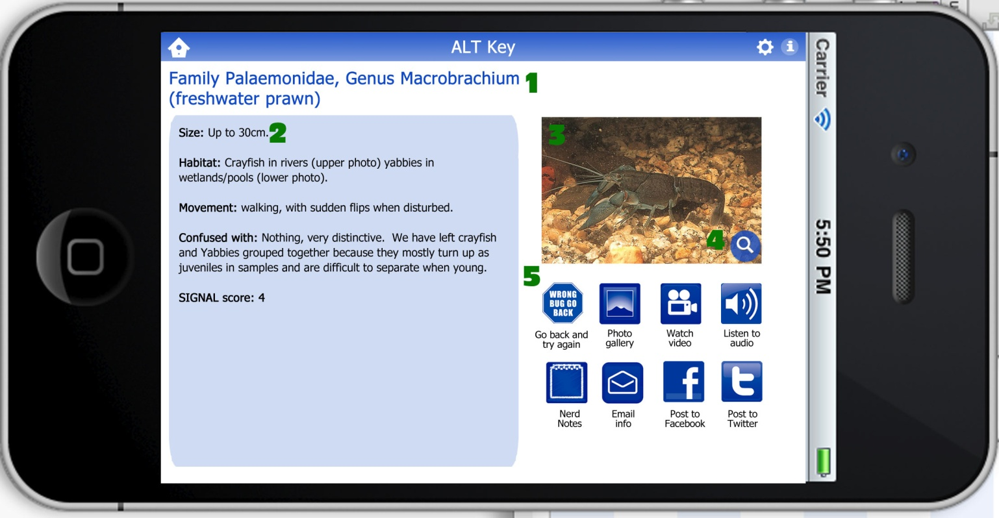 ALT Key
Family Palaemonidae, Genus Macrobrachium 1
(freshwater prawn)
Size: Up to 30cm. 2
Habitat: Crayfish in rivers (upper photo) yabbies in
wetlands/pools (lower photo).
Movement: walking, with sudden flips when disturbed.
Confused with: Nothing, very distinctive.  We have left crayfish
and Yabbies grouped together because they mostly turn up as
juveniles in samples and are difficult to separate when young.
SIGNAL score: 4
3
4
5
WRONG
BUG GO
BACK
Go back and
try again
Photo
gallery
Watch
video
Listen to
audio
Nerd
Notes
Email
info
f
Post to
Facebook
t
Post to
Twitter
Carrier
5:50 PM